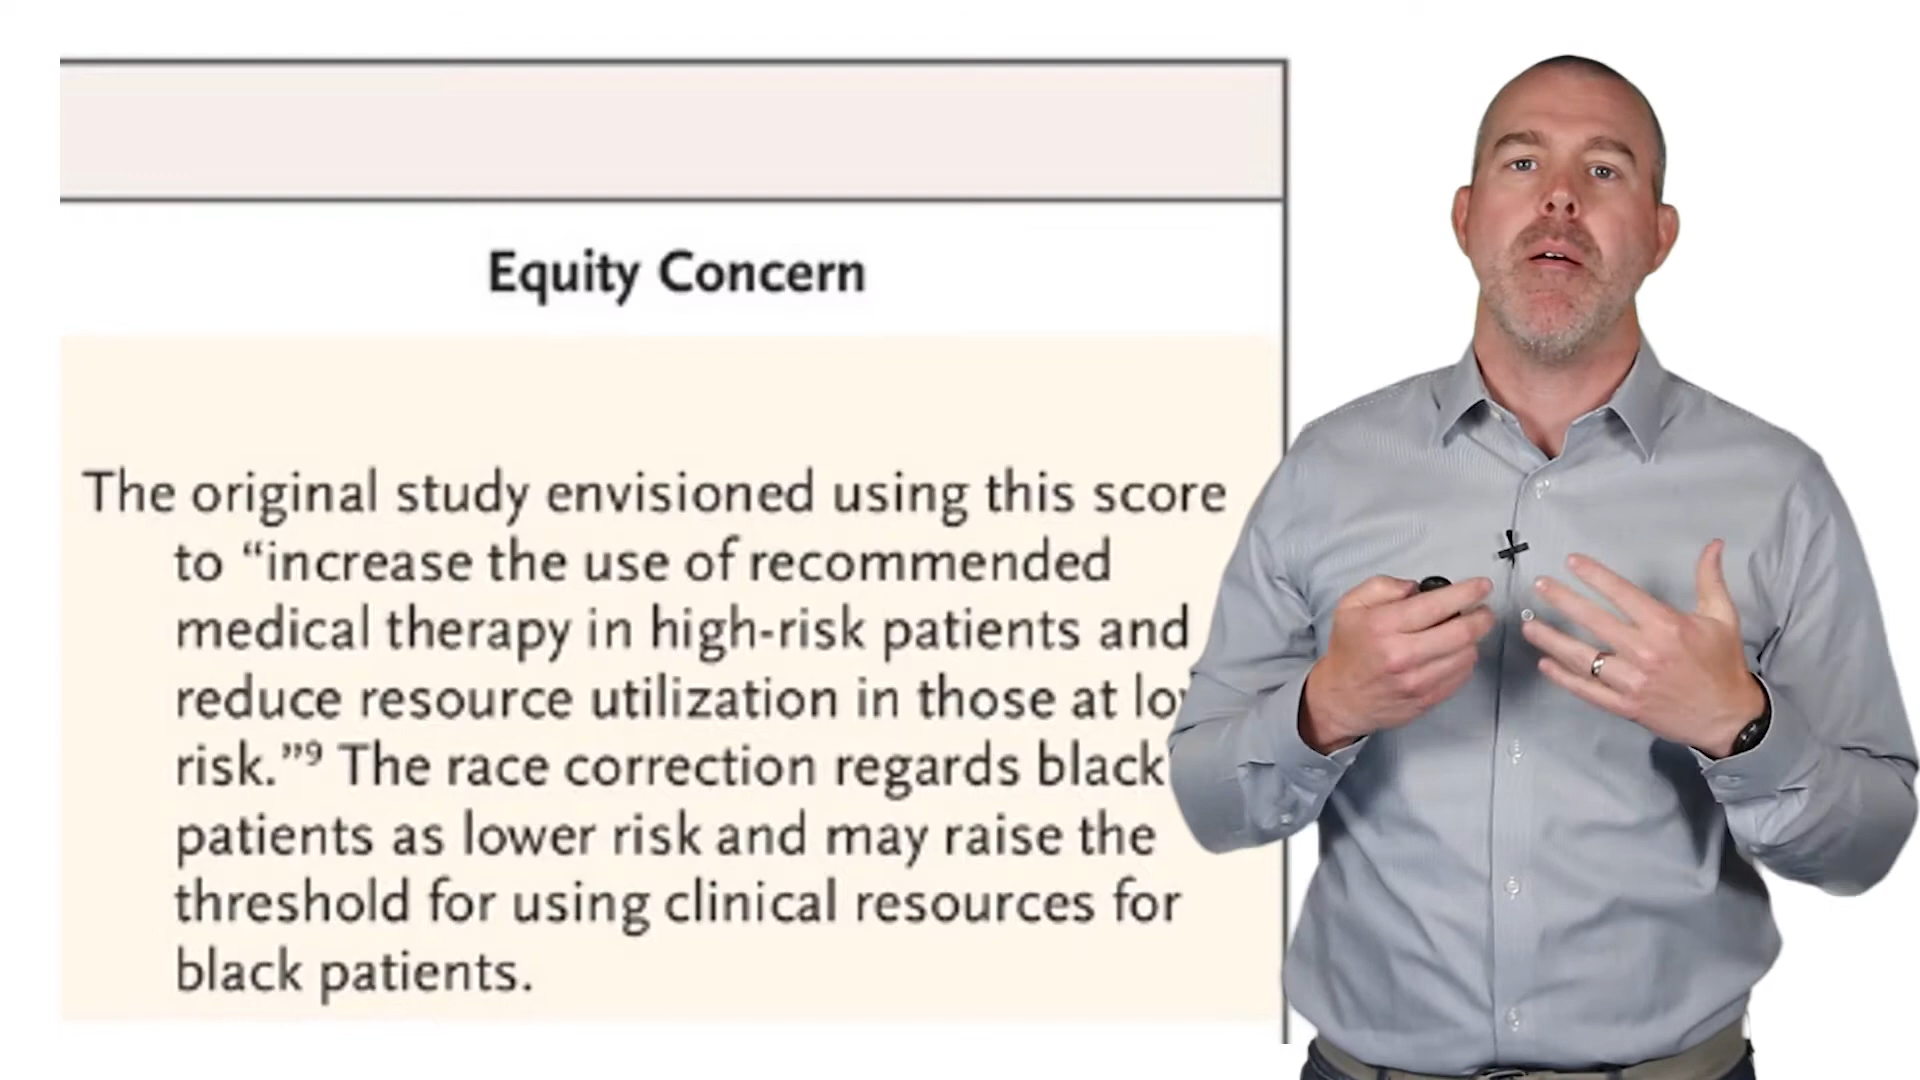 Equity Concern
The original study envisioned using this score
to “increase the use of recommended
medical therapy in high-risk patients and
reduce resource utilization in those at
risk.”9 The race correction regards black
patients as lower risk and may raise the
threshold for using clinical resources for
black patients.